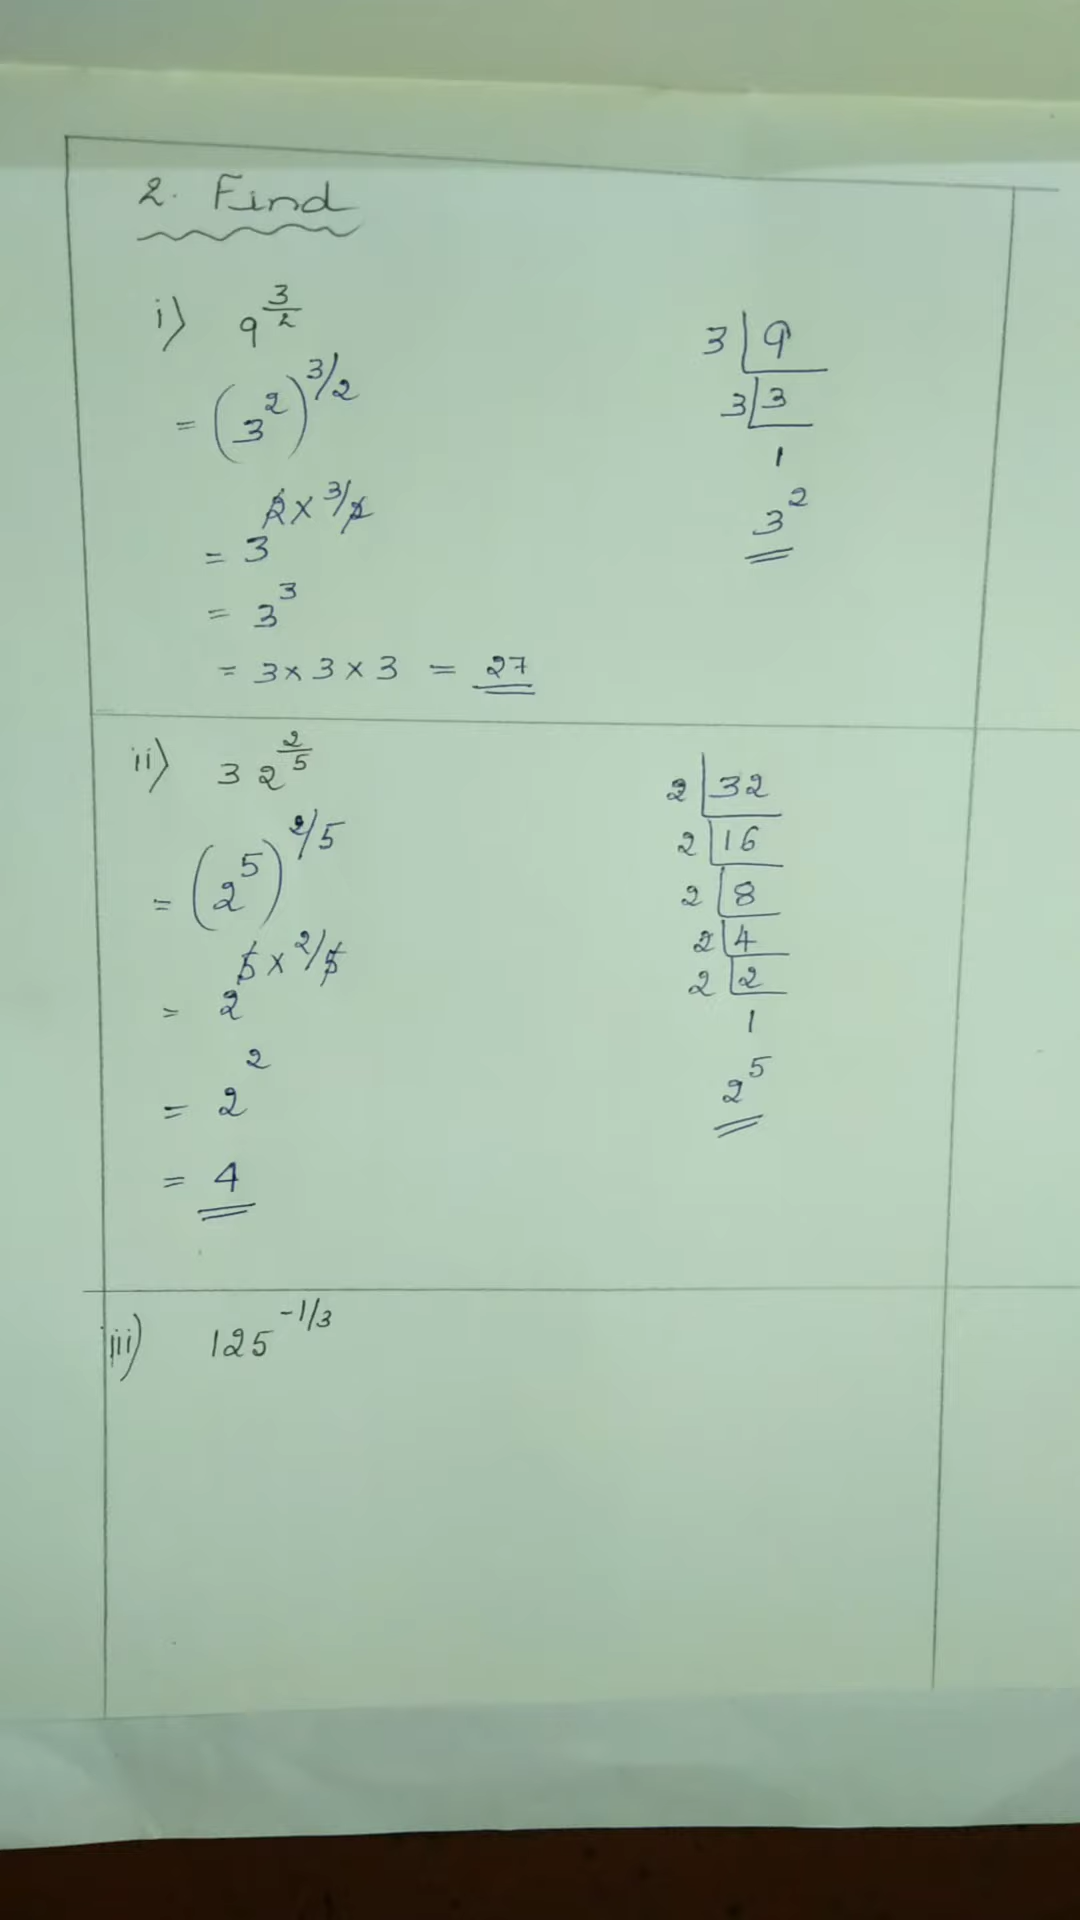 2. Find
i) 9^(3/2)
= (3^2)^(3/2)
= 3^(2 × 3/2)
= 3^3
= 3 × 3 × 3 = 27
3 | 9
3 | 3
1
3^2
ii) 32^(2/5)
= (2^5)^(2/5)
= 2^(5 × 2/5)
= 2^2
= 4
2 | 32
2 | 16
2 | 8
2 | 4
2 | 2
1
2^5
iii) 125^(-1/3)